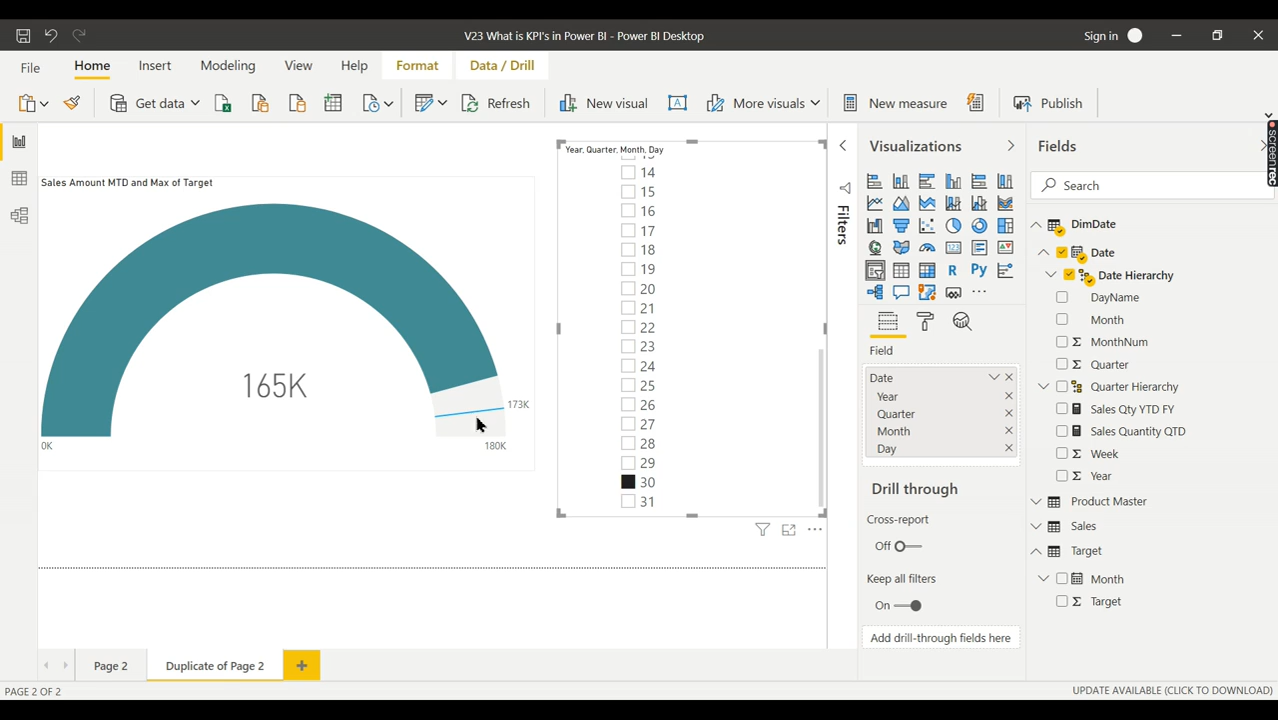 V23 What is KPI's in Power BI - Power BI Desktop
Sign in
File
Home
Insert
Modeling
View
Help
Format
Data / Drill
Get data
Refresh
New visual
More visuals
New measure
Publish
screenrec
Sales Amount MTD and Max of Target
165K
0K
173K
180K
Year, Quarter, Month, Day
14
15
16
17
18
19
20
21
22
23
24
25
26
27
28
29
30
31
Filters
Visualizations
R
Py
123
Field
Date
Year
Quarter
Month
Day
Drill through
Cross-report
Off
Keep all filters
On
Add drill-through fields here
Fields
Search
DimDate
Date
Date Hierarchy
DayName
Month
Σ MonthNum
Σ Quarter
Quarter Hierarchy
Sales Qty YTD FY
Sales Quantity QTD
Σ Week
Σ Year
Product Master
Sales
Target
Month
Σ Target
Page 2
Duplicate of Page 2
+
PAGE 2 OF 2
UPDATE AVAILABLE (CLICK TO DOWNLOAD)